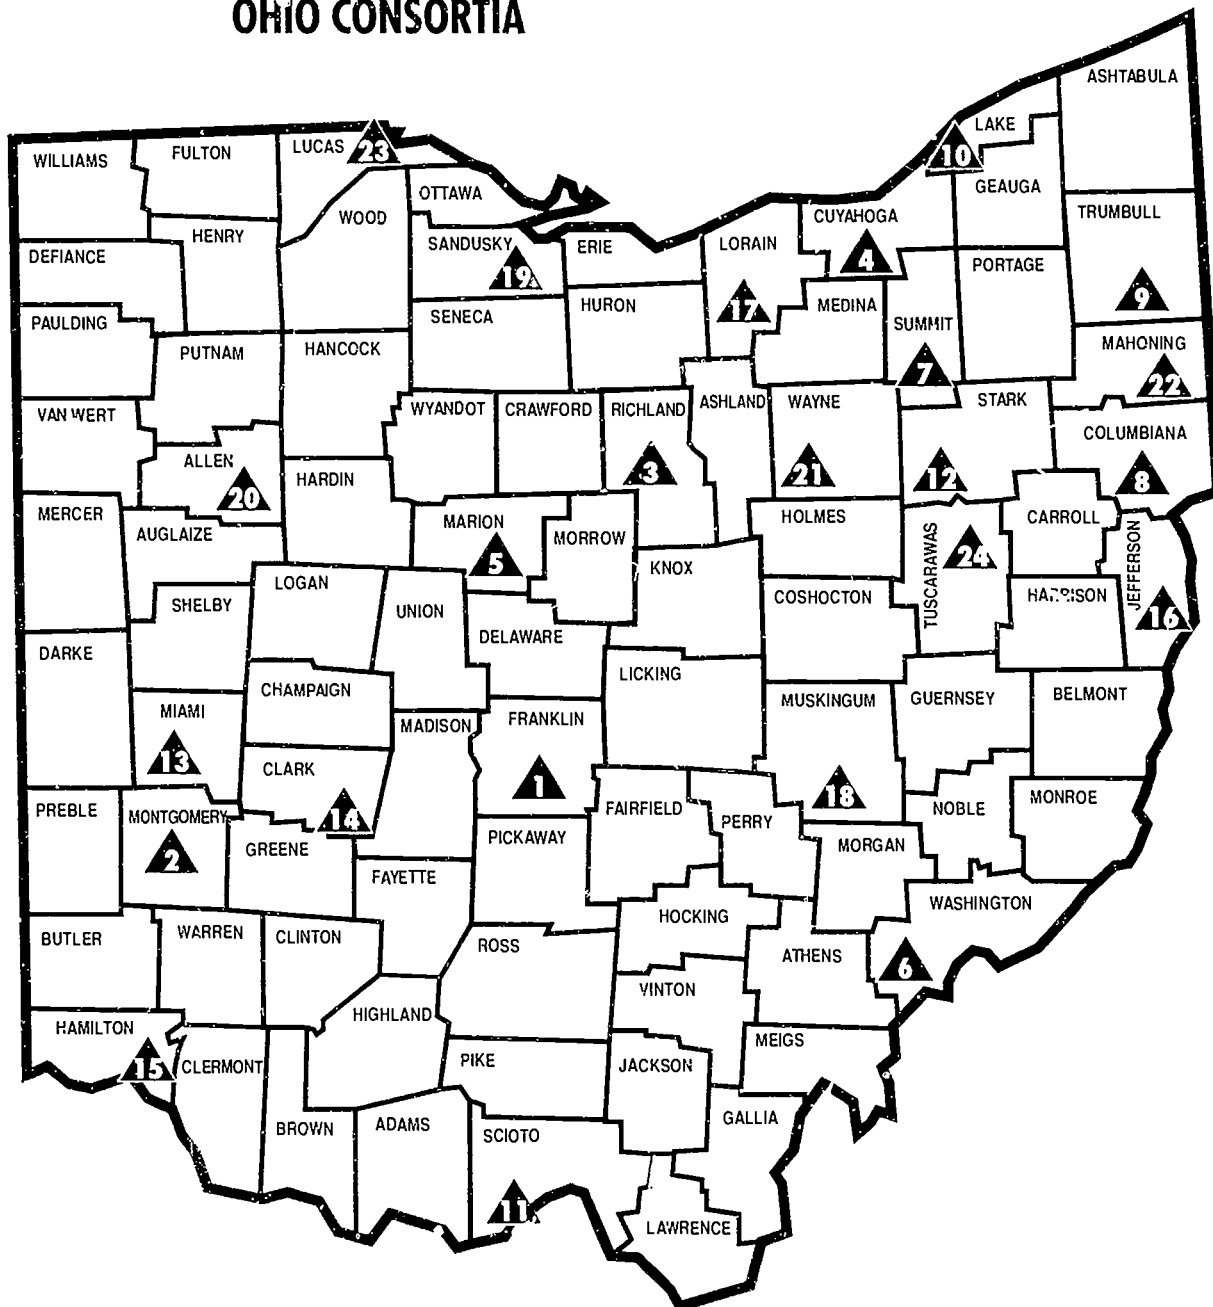 OHIO CONSORTIA
ASHTABULA
LAKE
LUCAS
23
10
FULTON
WILLIAMS
GEAUGA
OTTAWA
WOOD
CUYAHOGA
TRUMBULL
HENRY
SANDUSKY
ERIE
LORAIN
DEFIANCE
4
PORTAGE
19
9
17
HURON
MEDINA
SENECA
PAULDING
SUMMIT
MAHONING
PUTNAM
HANCOCK
7
22
VAN WERT
WYANDOT
CRAWFORD
RICHLAND
ASHLAND
WAYNE
STARK
COLUMBIANA
ALLEN
3
21
12
8
HARDIN
20
MERCER
MARION
HOLMES
CARROLL
AUGLAIZE
MORROW
TUSCARAWAS
24
JEFFERSON
5
KNOX
LOGAN
COSHOCTON
HARRISON
SHELBY
UNION
16
DELAWARE
DARKE
LICKING
CHAMPAIGN
MUSKINGUM
GUERNSEY
BELMONT
MIAMI
MADISON
FRANKLIN
13
CLARK
1
18
PREBLE
14
FAIRFIELD
NOBLE
MONROE
MONTGOMERY
PERRY
2
GREENE
PICKAWAY
MORGAN
FAYETTE
WASHINGTON
HOCKING
BUTLER
WARREN
CLINTON
ROSS
ATHENS
6
VINTON
HAMILTON
HIGHLAND
MEIGS
15
CLERMONT
PIKE
JACKSON
GALLIA
BROWN
ADAMS
SCIOTO
11
LAWRENCE